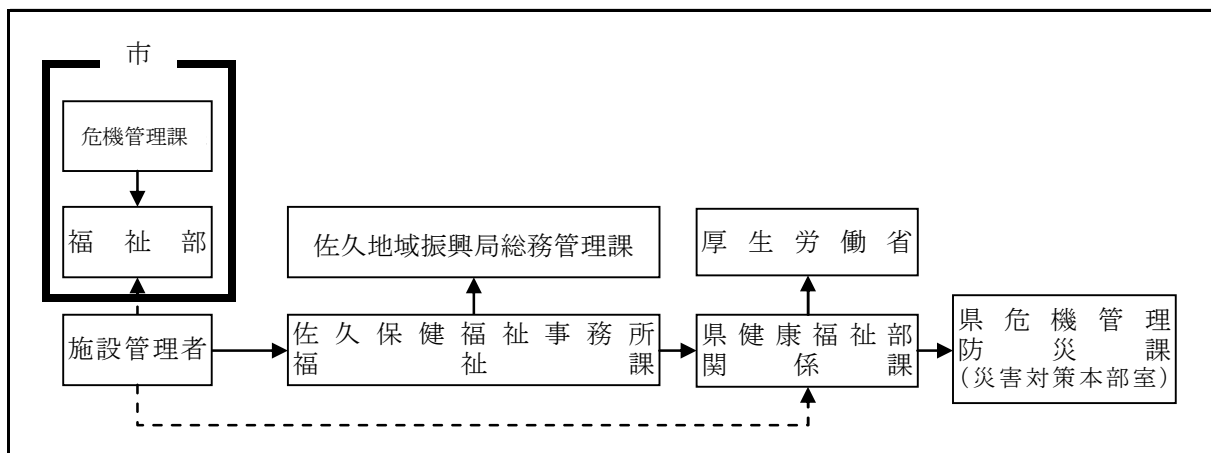 市
危機管理課
福祉部
佐久地域振興局総務管理課
厚生労働省
施設管理者
佐久保健福祉事務所
福祉課
県健康福祉部
関係課
県危機管理
防災課
（災害対策本部室）